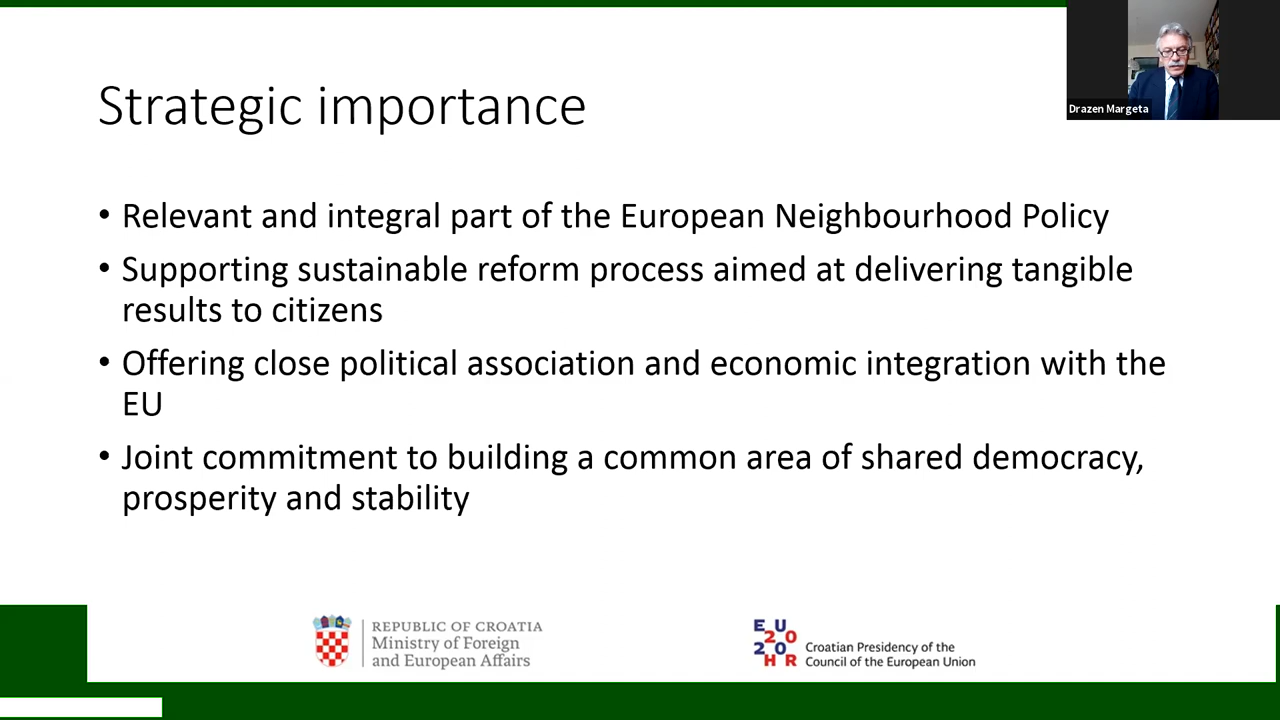 Drazen Margeta
Strategic importance
• Relevant and integral part of the European Neighbourhood Policy
• Supporting sustainable reform process aimed at delivering tangible
results to citizens
• Offering close political association and economic integration with the
EU
• Joint commitment to building a common area of shared democracy,
prosperity and stability
REPUBLIC OF CROATIA
Ministry of Foreign
and European Affairs
EU
20
20
HR
Croatian Presidency of the
Council of the European Union